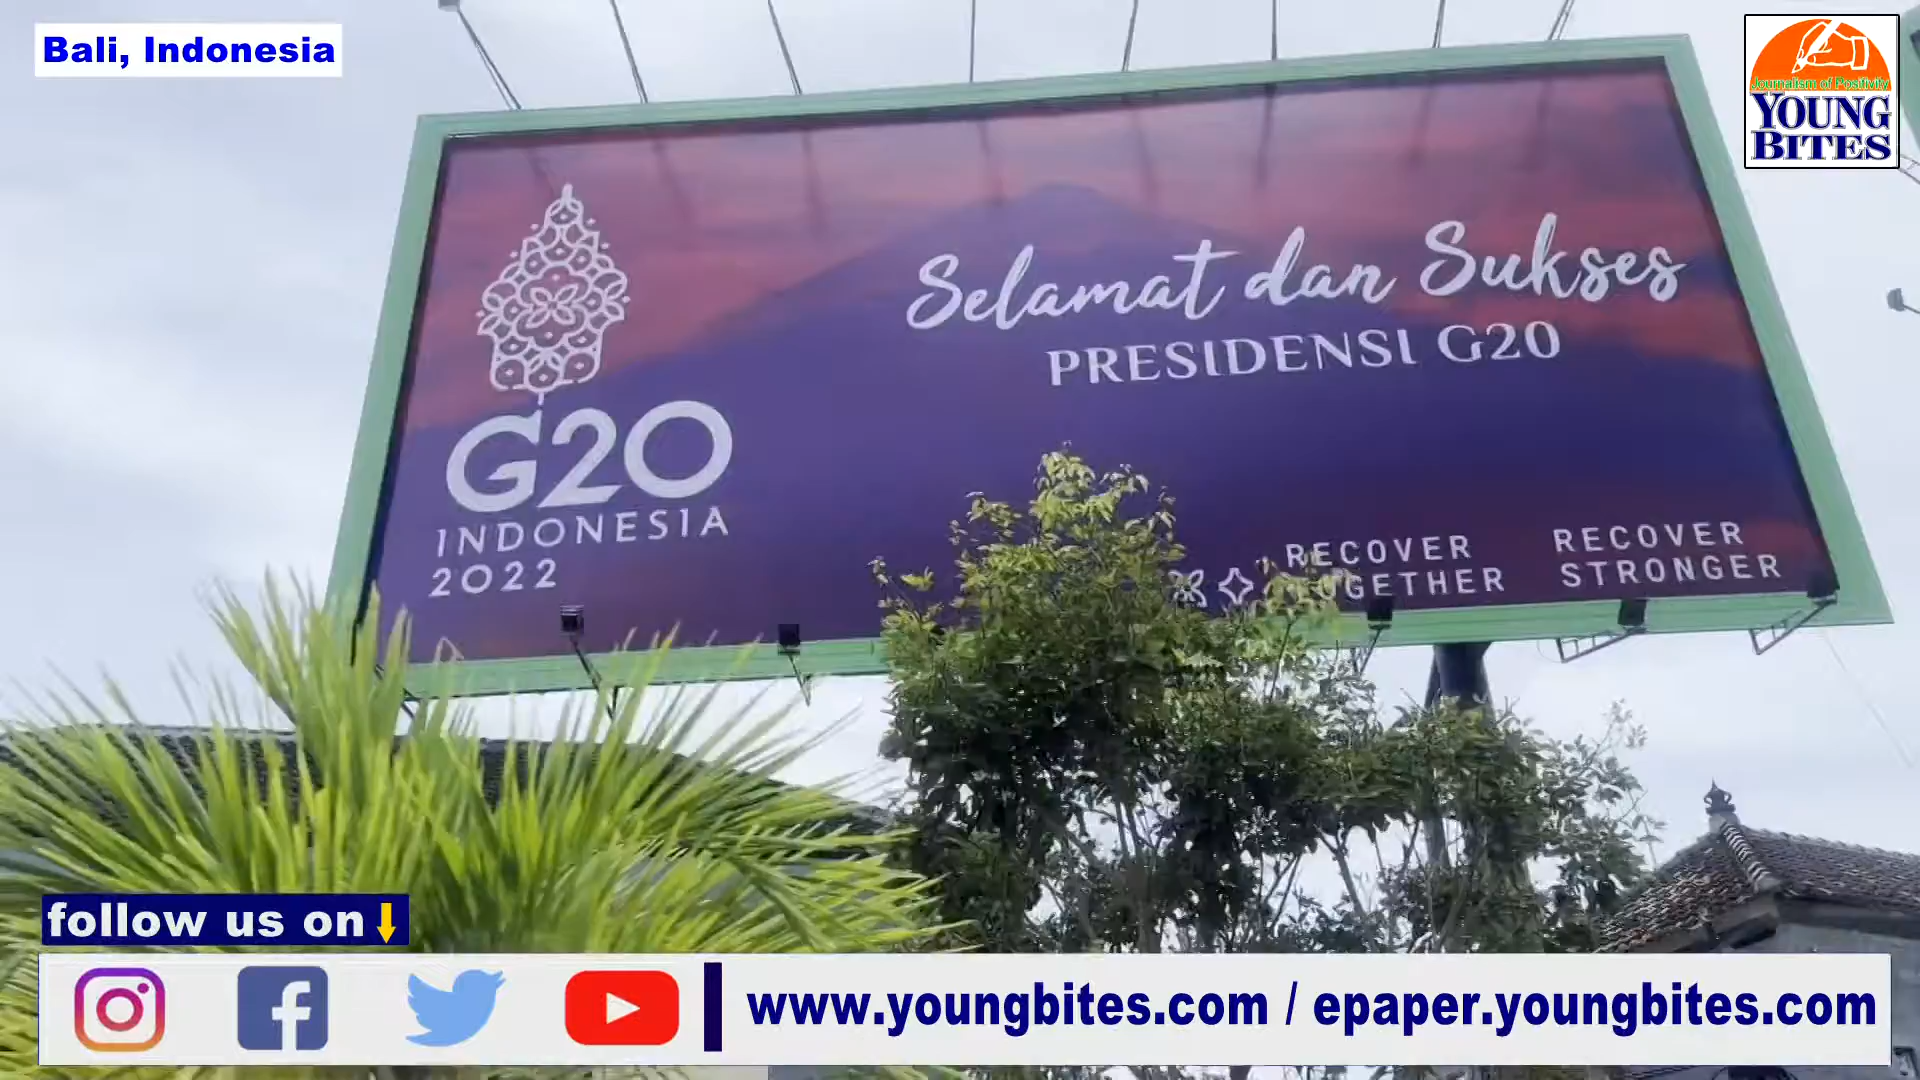 Bali, Indonesia
Journalism of Positivity
YOUNG
BITES
Selamat dan Sukses
PRESIDENSI G20
G20
INDONESIA
2022
RECOVER
TOGETHER
RECOVER
STRONGER
follow us on
www.youngbites.com / epaper.youngbites.com